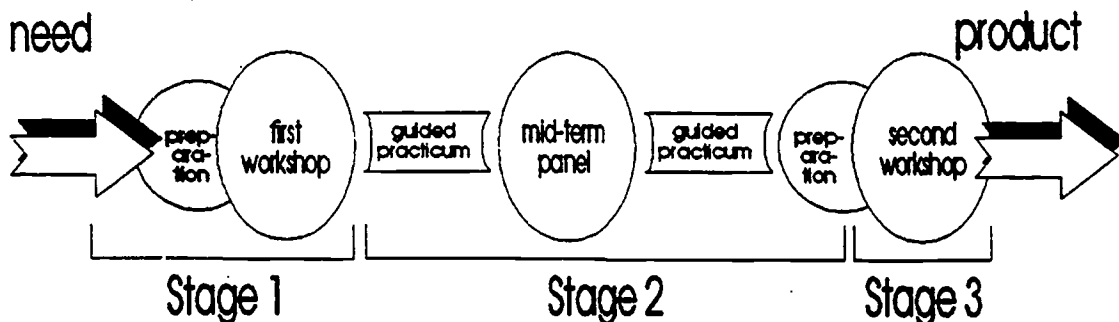 need
product
prep-
ara-
tion
first
workshop
guided
practicum
mid-term
panel
guided
practicum
prep-
ara-
tion
second
workshop
Stage 1
Stage 2
Stage 3